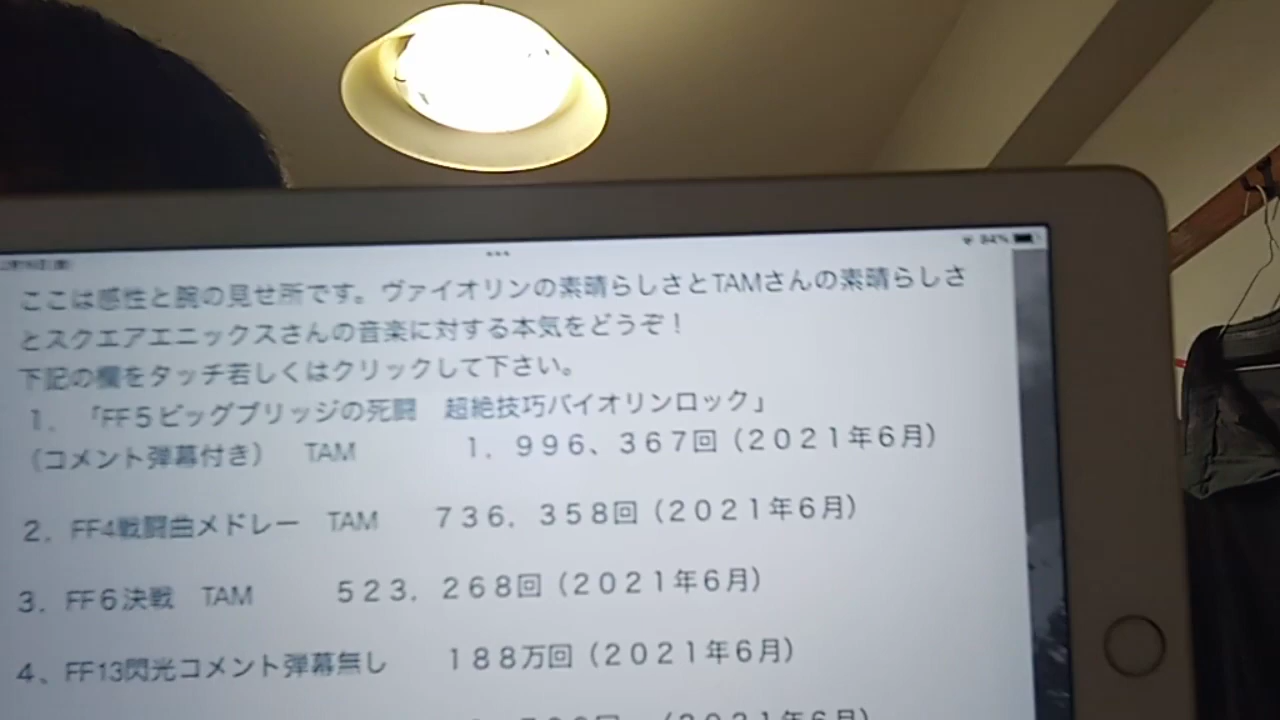 94%
ここは感性と腕の見せ所です。ヴァイオリンの素晴らしさとTAMさんの素晴らしさ
とスクエアエニックスさんの音楽に対する本気をどうぞ！
下記の欄をタッチ若しくはクリックして下さい。
1．「FF５ビッグブリッジの死闘　超絶技巧バイオリンロック」
（コメント弾幕付き）　TAM　　　　１．９９６、３６７回（２０２１年６月）
2．FF4戦闘曲メドレー　TAM　　７３６．３５８回（２０２１年６月）
3．FF６決戦　TAM　　　５２３．２６８回（２０２１年６月）
4、FF13閃光コメント弾幕無し　　１８８万回（２０２１年６月）
（２０２１年６月）